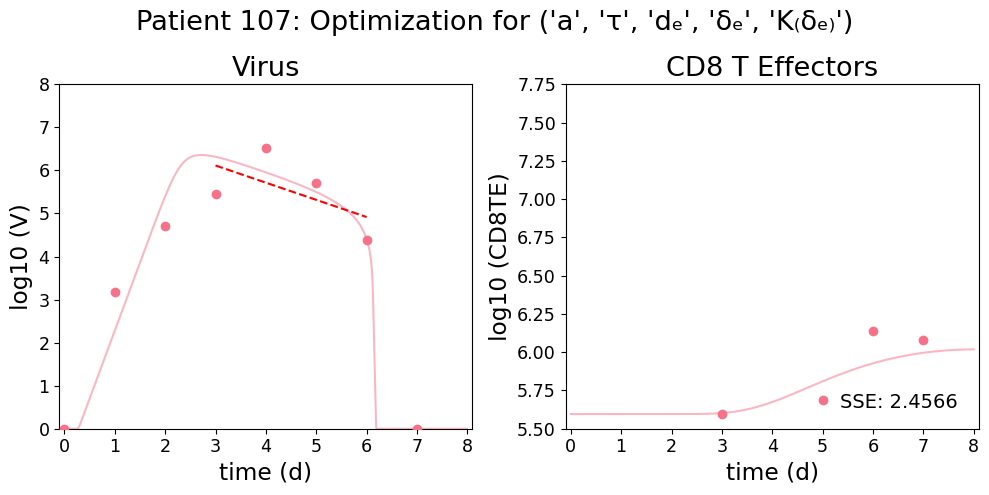 Patient 107: Optimization for ('a', 'τ', 'dₑ', 'δₑ', 'K₍δₑ₎')
Virus
log10 (V)
8
7
6
5
4
3
2
1
0
0 1 2 3 4 5 6 7 8
time (d)
CD8 T Effectors
log10 (CD8TE)
7.75
7.50
7.25
7.00
6.75
6.50
6.25
6.00
5.75
5.50
SSE: 2.4566
0 1 2 3 4 5 6 7 8
time (d)